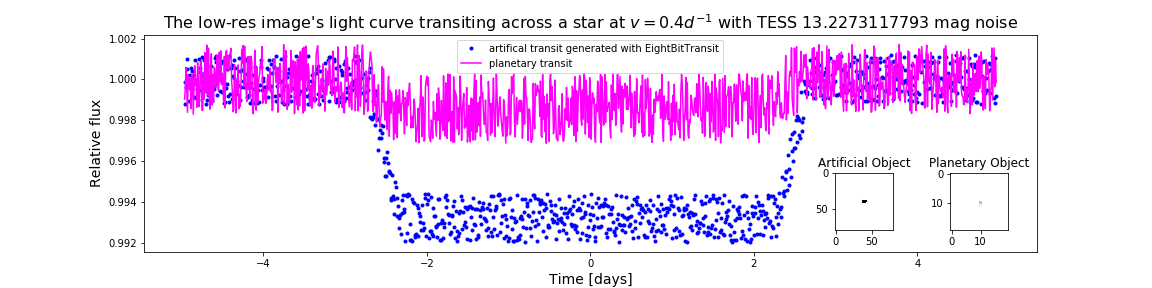 The low-res image's light curve transiting across a star at v = 0.4d⁻¹ with TESS 13.2273117793 mag noise
artifical transit generated with EightBitTransit
planetary transit
Relative flux
1.002
1.000
0.998
0.996
0.994
0.992
Artificial Object
0
50
0 50
Planetary Object
0
10
0 10
−4 −2 0 2 4
Time [days]